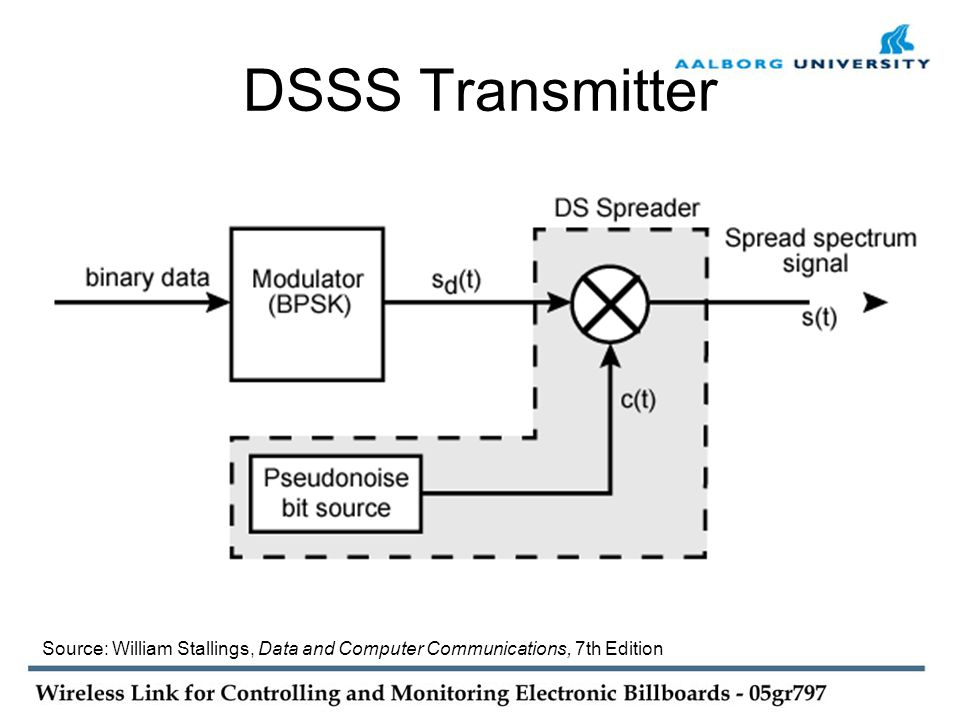 AALBORG UNIVERSITY
DSSS Transmitter
DS Spreader
Spread spectrum
signal
binary data
Modulator
(BPSK)
sd(t)
s(t)
c(t)
Pseudonoise
bit source
Source: William Stallings, Data and Computer Communications, 7th Edition
Wireless Link for Controlling and Monitoring Electronic Billboards - 05gr797